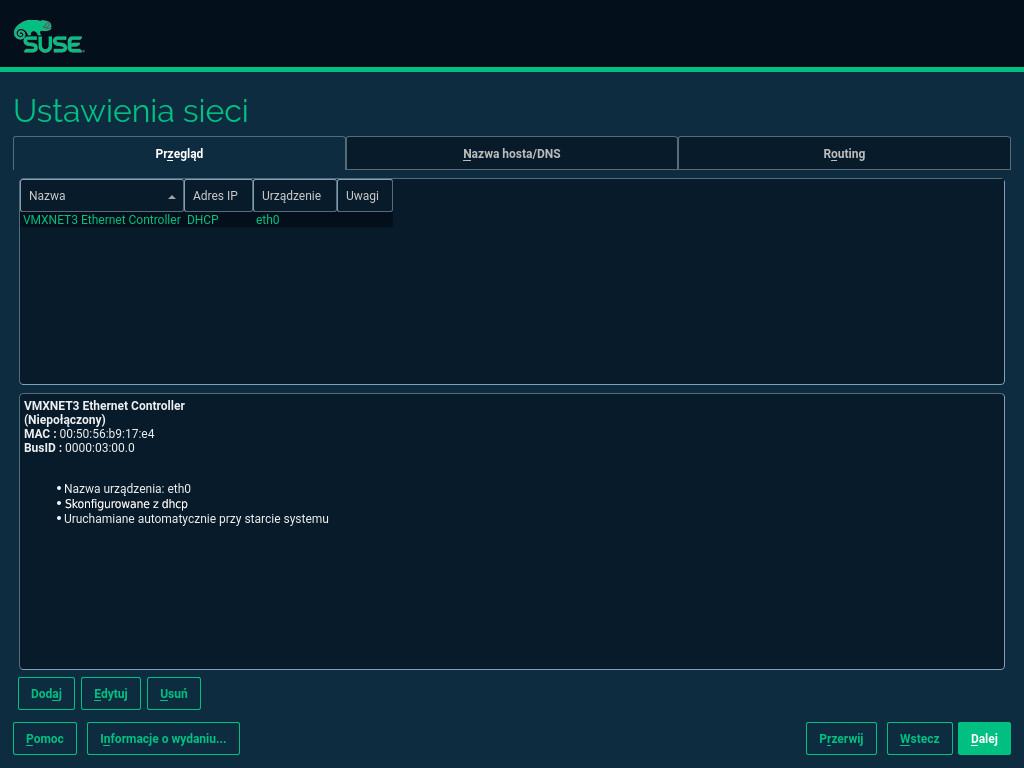 SUSE
Ustawienia sieci
Przegląd Nazwa hosta/DNS Routing
Nazwa Adres IP Urządzenie Uwagi
VMXNET3 Ethernet Controller DHCP eth0
VMXNET3 Ethernet Controller
(Niepołączony)
MAC : 00:50:56:b9:17:e4
BusID : 0000:03:00.0
• Nazwa urządzenia: eth0
• Skonfigurowane z dhcp
• Uruchamiane automatycznie przy starcie systemu
Dodaj Edytuj Usuń
Pomoc Informacje o wydaniu... Przerwij Wstecz Dalej